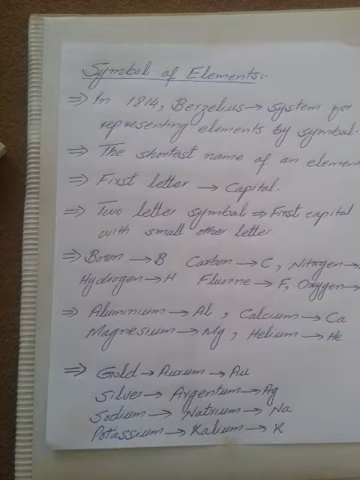 Symbol of Elements:-
⇒ In 1814, Berzelius → System for
representing elements by symbol.
⇒ The shortest name of an element
⇒ First letter → Capital.
⇒ Two letter symbol ⇒ First capital
with small other letter.
⇒ Boron → B Carbon → C, Nitrogen →
Hydrogen → H Fluorine → F, Oxygen →
⇒ Aluminium → Al, Calcium → Ca
Magnesium → Mg, Helium → He
⇒ Gold → Aurum → Au
Silver → Argentum → Ag
Sodium → Natrium → Na
Potassium → Kalium → K